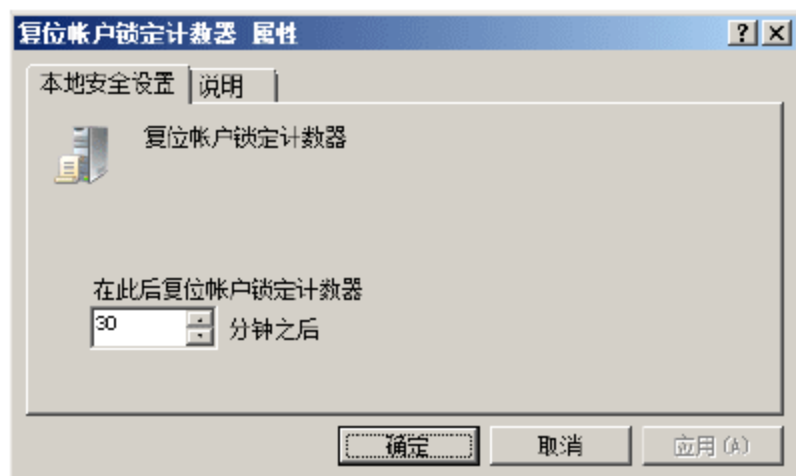 复位帐户锁定计数器 属性
本地安全设置 说明
复位帐户锁定计数器
在此后复位帐户锁定计数器
30 分钟之后
确定 取消 应用(A)